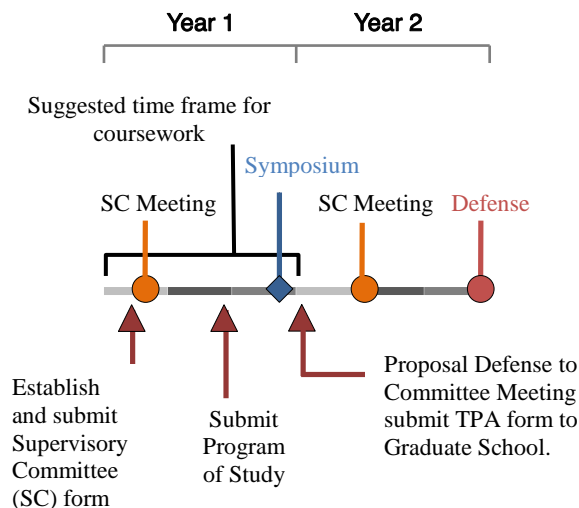 Year 1
Year 2
Suggested time frame for
coursework
Symposium
SC Meeting
SC Meeting
Defense
Establish
and submit
Supervisory
Committee
(SC) form
Submit
Program
of Study
Proposal Defense to
Committee Meeting
submit TPA form to
Graduate School.